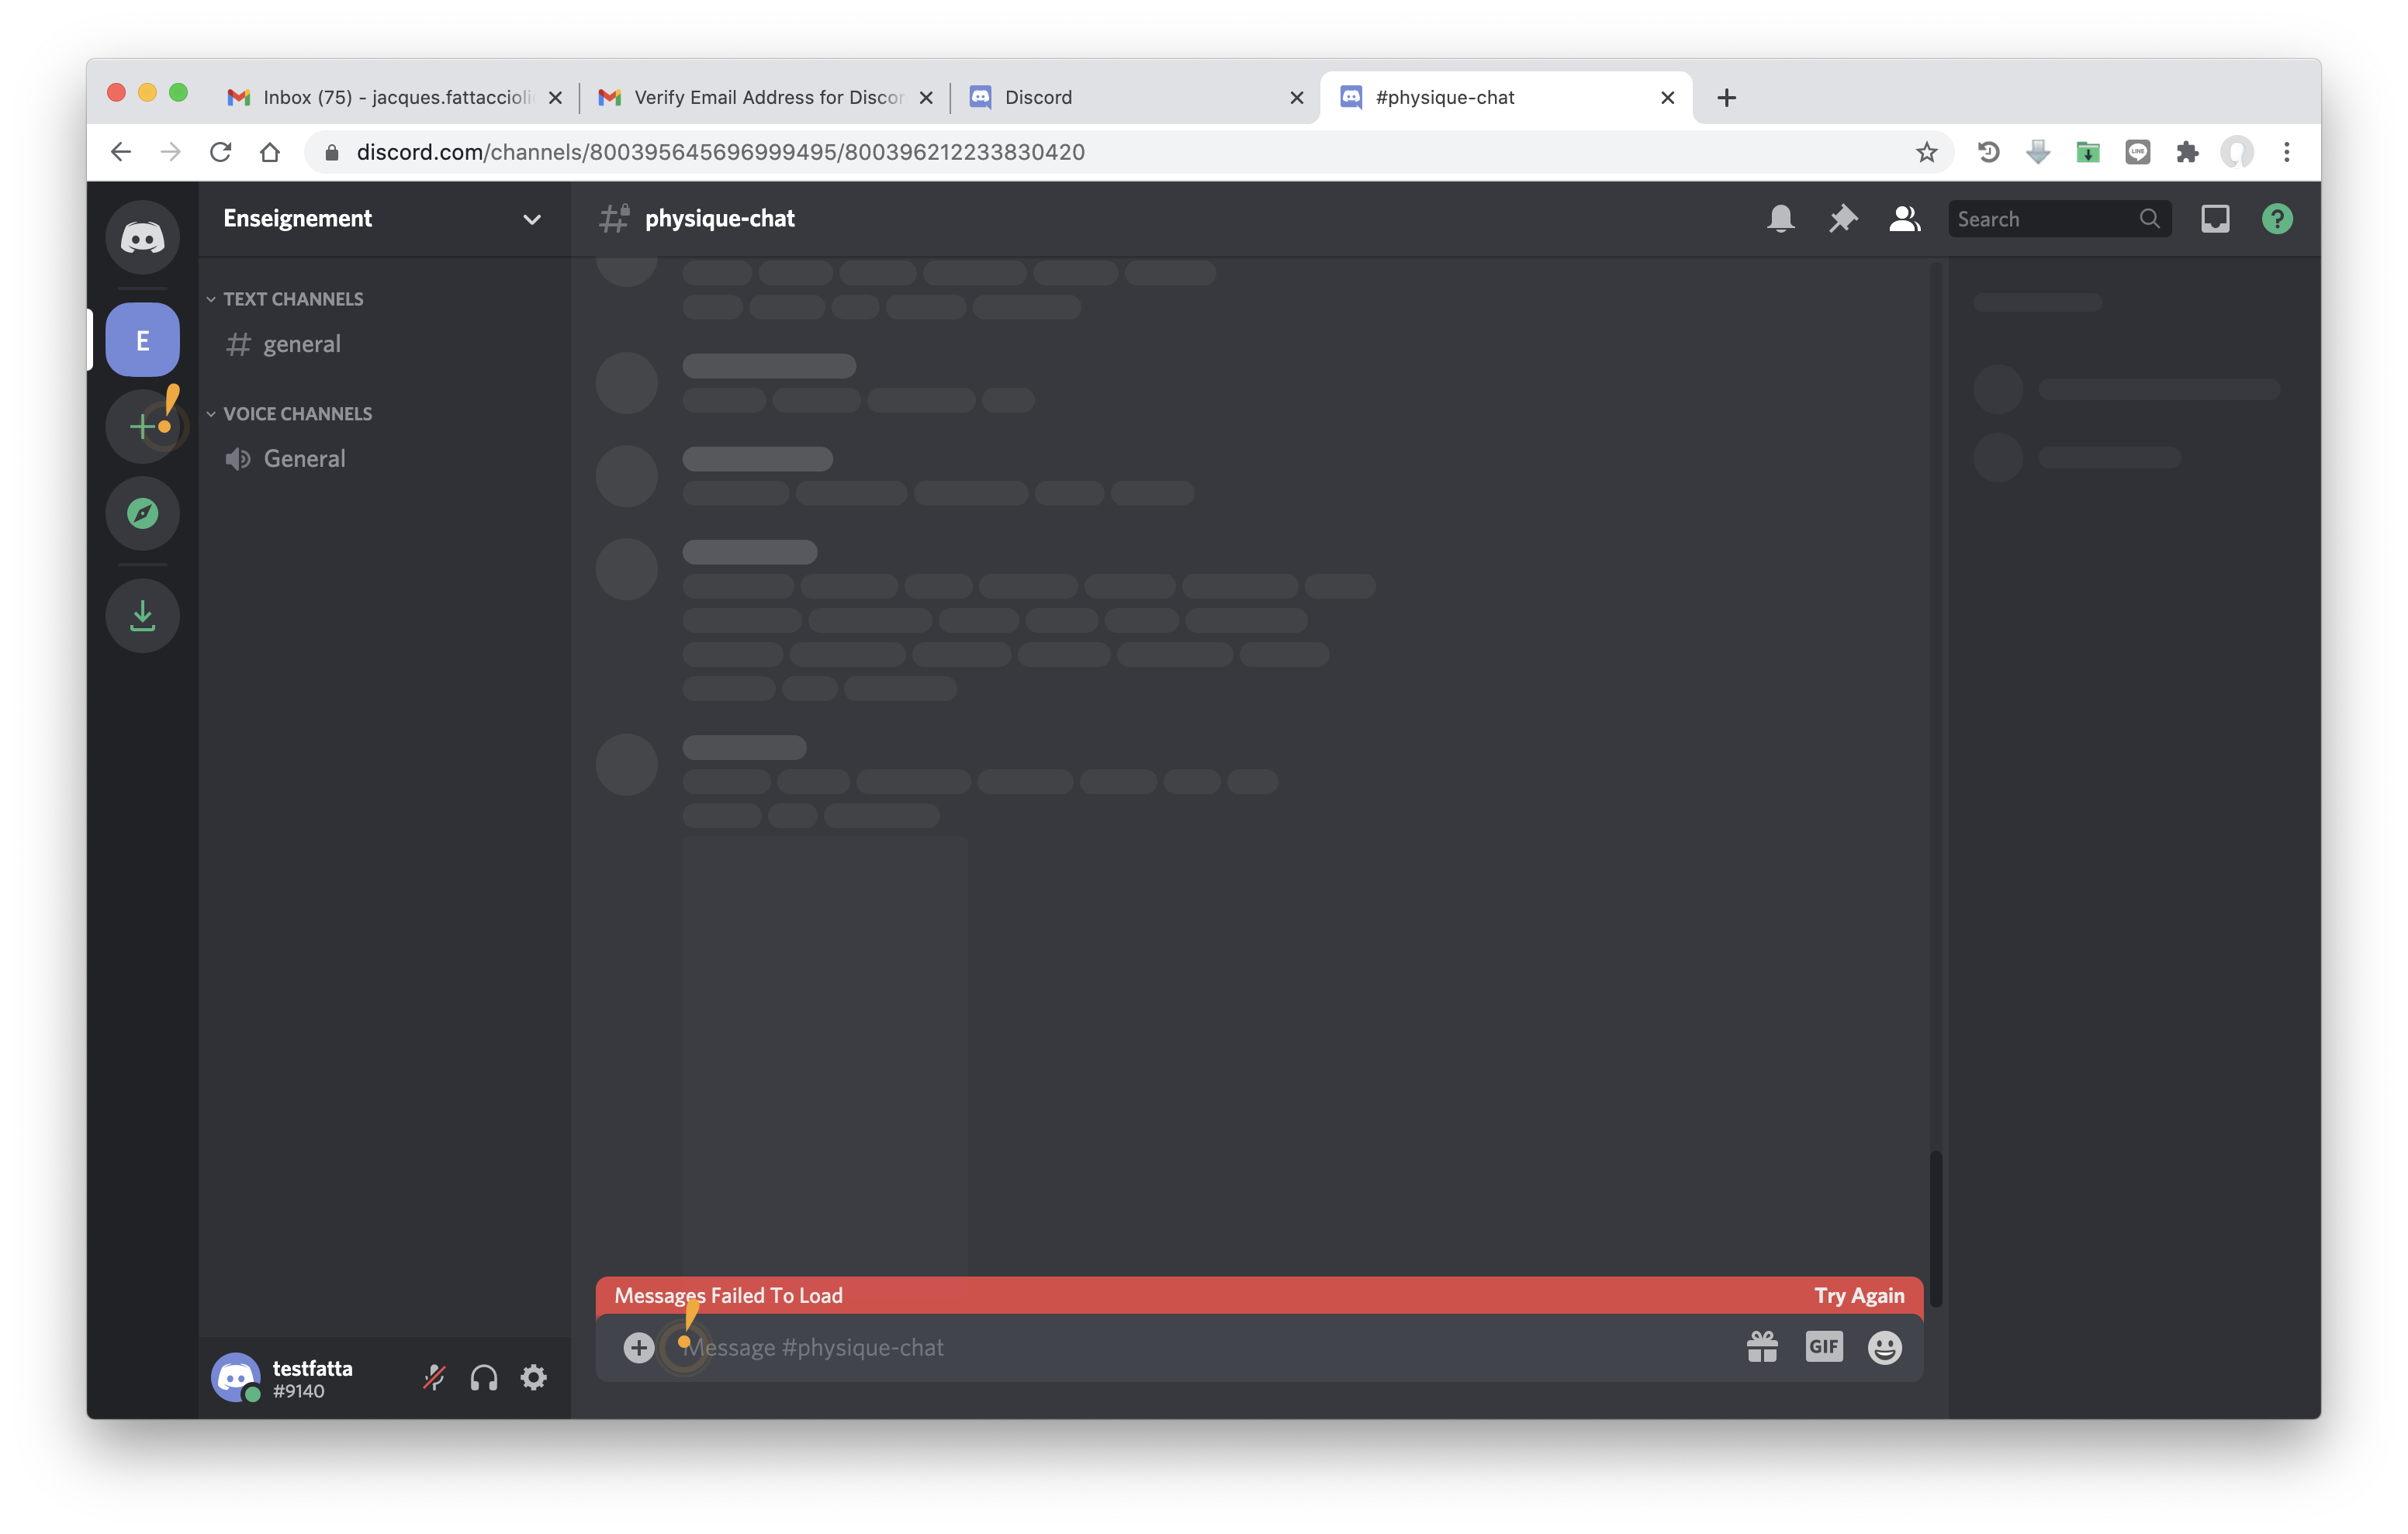 Inbox (75) - jacques.fattaccioli
Verify Email Address for Discor
Discord
#physique-chat
discord.com/channels/800395645696999495/800396212233830420
Enseignement
physique-chat
Search
?
E
TEXT CHANNELS
general
VOICE CHANNELS
General
Messages Failed To Load
Try Again
Message #physique-chat
GIF
testfatta
#9140